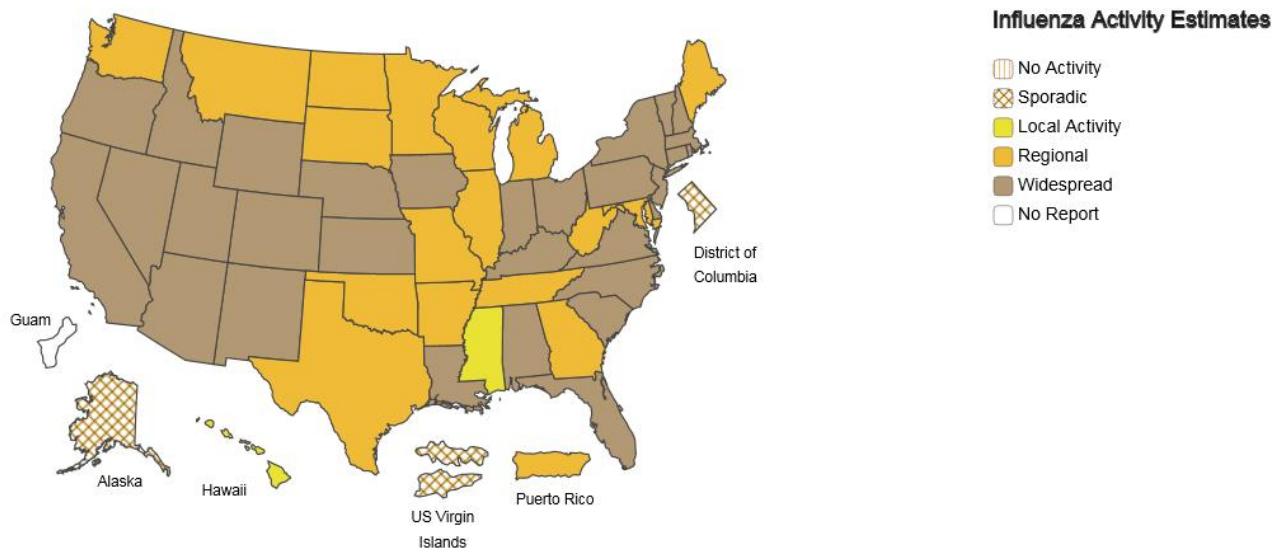 Influenza Activity Estimates
No Activity
Sporadic
Local Activity
Regional
Widespread
No Report
District of
Columbia
Guam
Alaska
Hawaii
US Virgin
Islands
Puerto Rico